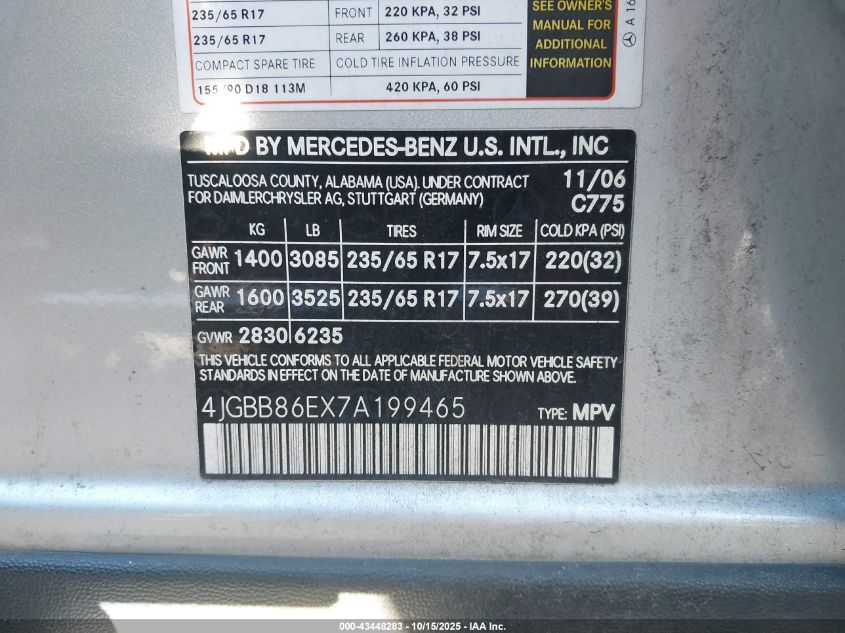 235/65 R17 FRONT 220 KPA, 32 PSI
235/65 R17 REAR 260 KPA, 38 PSI
COMPACT SPARE TIRE COLD TIRE INFLATION PRESSURE
155/90 D18 113M 420 KPA, 60 PSI
SEE OWNER'S
MANUAL FOR
ADDITIONAL
INFORMATION
A 16
MFD BY MERCEDES-BENZ U.S. INTL., INC
TUSCALOOSA COUNTY, ALABAMA (USA). UNDER CONTRACT 11/06
FOR DAIMLERCHRYSLER AG, STUTTGART (GERMANY) C775
KG LB TIRES RIM SIZE COLD KPA (PSI)
GAWR FRONT 1400 3085 235/65 R17 7.5x17 220(32)
GAWR REAR 1600 3525 235/65 R17 7.5x17 270(39)
GVWR 2830 6235
THIS VEHICLE CONFORMS TO ALL APPLICABLE FEDERAL MOTOR VEHICLE SAFETY
STANDARDS IN EFFECT ON THE DATE OF MANUFACTURE SHOWN ABOVE.
4JGBB86EX7A199465 TYPE: MPV
000-43448283 - 10/15/2025 - IAA Inc.